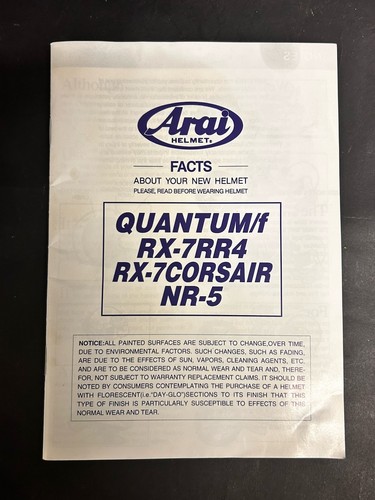 Arai
HELMET®
FACTS
ABOUT YOUR NEW HELMET
PLEASE, READ BEFORE WEARING HELMET
QUANTUM/f
RX-7RR4
RX-7CORSAIR
NR-5
NOTICE:ALL PAINTED SURFACES ARE SUBJECT TO CHANGE,OVER TIME,
DUE TO ENVIRONMENTAL FACTORS. SUCH CHANGES, SUCH AS FADING,
ARE DUE TO THE EFFECTS OF SUN, VAPORS, CLEANING AGENTS, ETC.
AND ARE TO BE CONSIDERED AS NORMAL WEAR AND TEAR AND, THERE-
FOR, NOT SUBJECT TO WARRANTY REPLACEMENT CLAIMS. IT SHOULD BE
NOTED BY CONSUMERS CONTEMPLATING THE PURCHASE OF A HELMET
WITH FLORESCENT(i.e."DAY-GLO")SECTIONS TO ITS FINISH THAT THIS
TYPE OF FINISH IS PARTICULARLY SUSCEPTIBLE TO EFFECTS OF THIS
NORMAL WEAR AND TEAR.